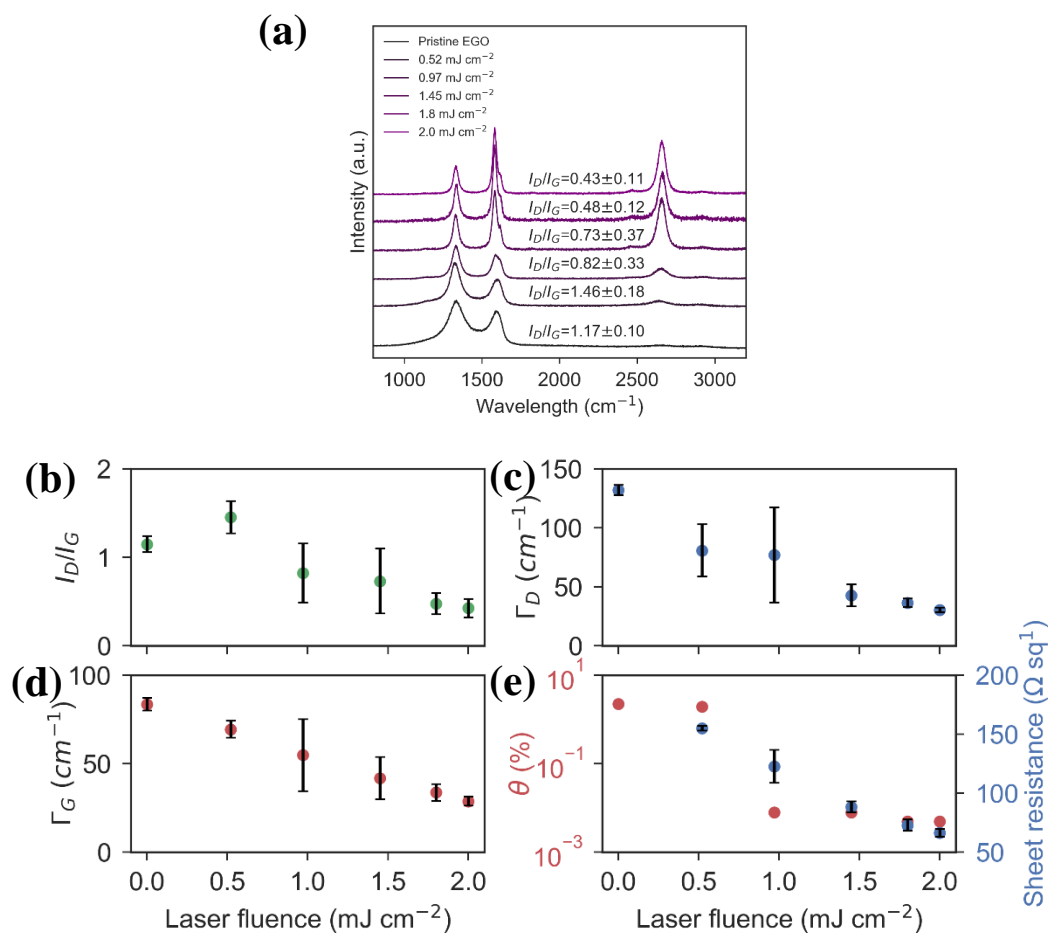 (a)
Pristine EGO
0.52 mJ cm⁻²
0.97 mJ cm⁻²
1.45 mJ cm⁻²
1.8 mJ cm⁻²
2.0 mJ cm⁻²
Intensity (a.u.)
I_D/I_G=0.43±0.11
I_D/I_G=0.48±0.12
I_D/I_G=0.73±0.37
I_D/I_G=0.82±0.33
I_D/I_G=1.46±0.18
I_D/I_G=1.17±0.10
1000 1500 2000 2500 3000
Wavelength (cm⁻¹)
(b)
2
1
0
I_D/I_G
(c)
150
100
50
0
Γ_D (cm⁻¹)
(d)
100
50
0
Γ_G (cm⁻¹)
0.0 0.5 1.0 1.5 2.0
Laser fluence (mJ cm⁻²)
(e)
10¹
10⁻¹
10⁻³
θ (%)
200
150
100
50
Sheet resistance (Ω sq¹)
0.0 0.5 1.0 1.5 2.0
Laser fluence (mJ cm⁻²)